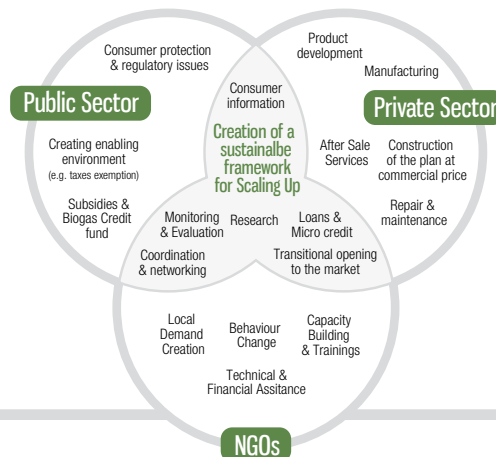 Consumer protection
& regulatory issues
Public Sector
Creating enabling
environment
(e.g. taxes exemption)
Subsidies &
Biogas Credit
fund
Consumer
information
Creation of a
sustainalbe
framework
for Scaling Up
Monitoring
& Evaluation
Research
Loans &
Micro credit
Coordination
& networking
Transitional opening
to the market
Product
development
Manufacturing
Private Sector
After Sale
Services
Construction
of the plan at
commercial price
Repair &
maintenance
Local
Demand
Creation
Behaviour
Change
Capacity
Building
& Trainings
Technical &
Financial Assitance
NGOs